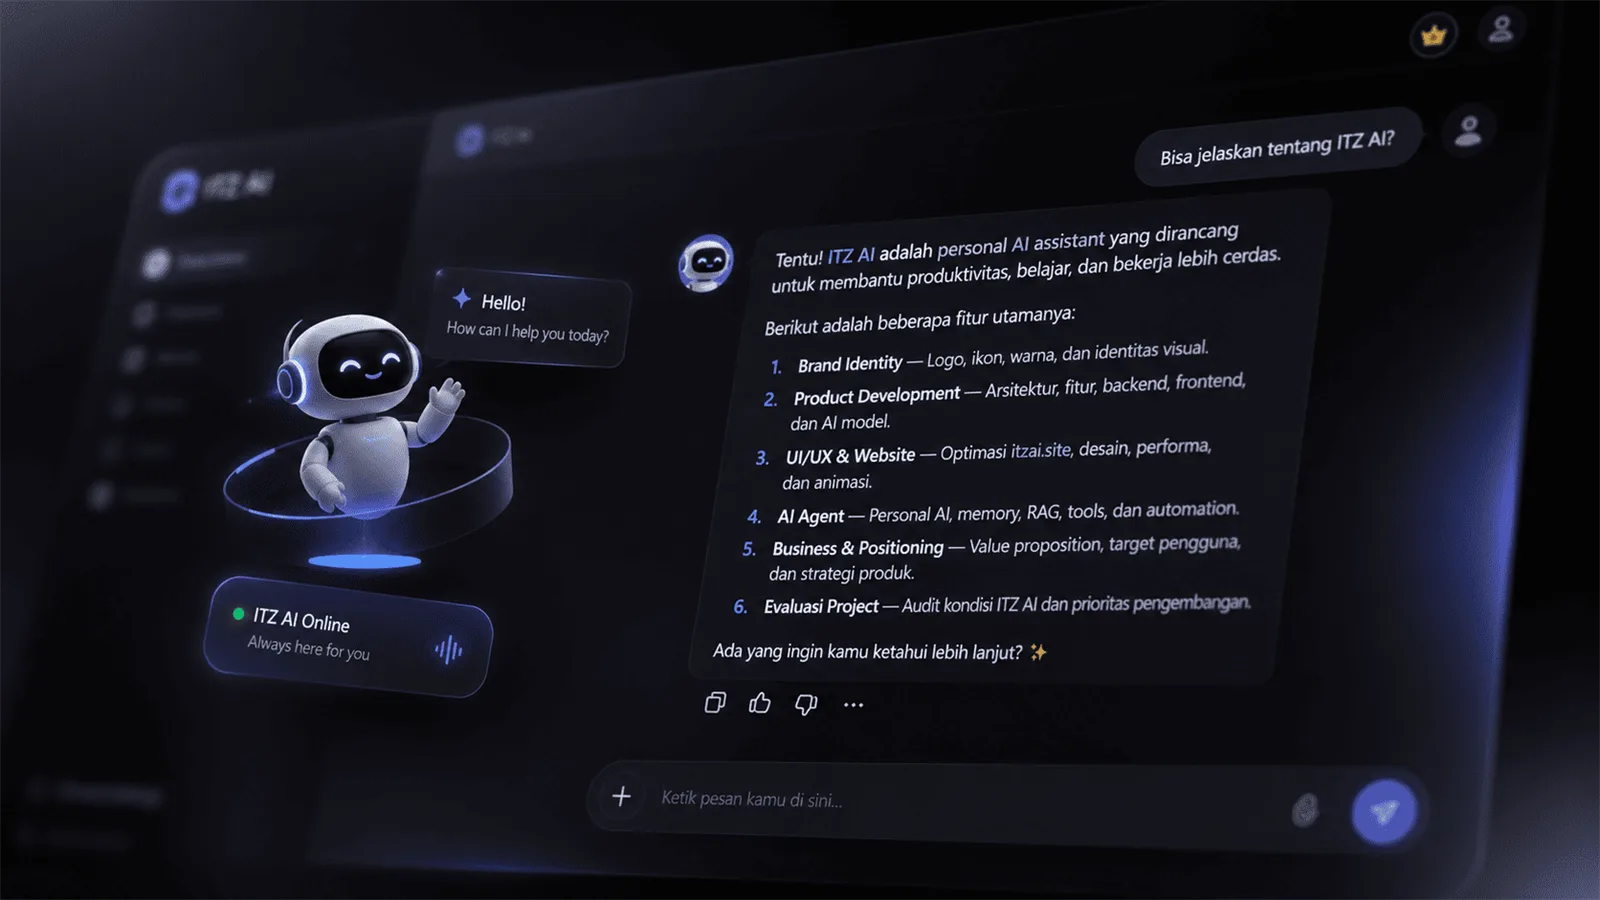 ITZ AI
Bisa jelaskan tentang ITZ AI?
Hello!
How can I help you today?
Tentu! ITZ AI adalah personal AI assistant yang dirancang
untuk membantu produktivitas, belajar, dan bekerja lebih cerdas.
Berikut adalah beberapa fitur utamanya:
1. Brand Identity — Logo, ikon, warna, dan identitas visual.
2. Product Development — Arsitektur, fitur, backend, frontend,
dan AI model.
3. UI/UX & Website — Optimasi itzai.site, desain, performa,
dan animasi.
4. AI Agent — Personal AI, memory, RAG, tools, dan automation.
5. Business & Positioning — Value proposition, target pengguna,
dan strategi produk.
6. Evaluasi Project — Audit kondisi ITZ AI dan prioritas pengembangan.
Ada yang ingin kamu ketahui lebih lanjut? ✨
ITZ AI Online
Always here for you
Ketik pesan kamu di sini...